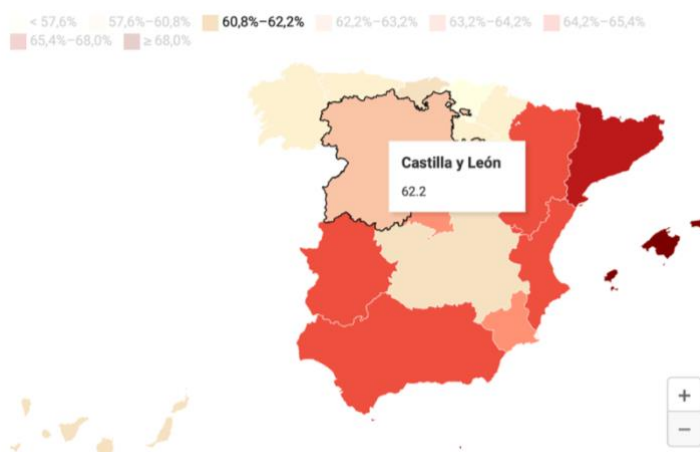 < 57,6% 57,6%–60,8% 60,8%–62,2% 62,2%–63,2% 63,2%–64,2% 64,2%–65,4%
65,4%–68,0% ≥ 68,0%
Castilla y León
62.2
+
−